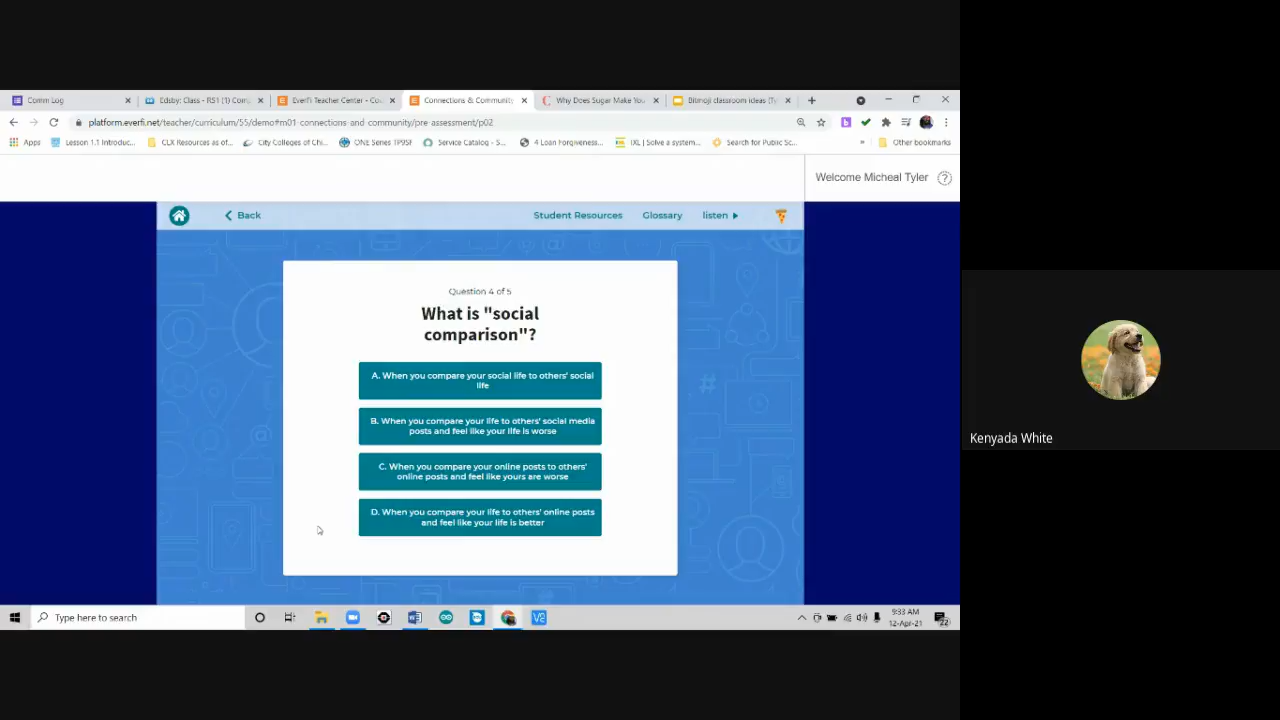 Comm Log
Edsby: Class - RS1 (1) Com
Everfi Teacher Center - Co
Connections & Community
Why Does Sugar Make You
Bitmoji classroom ideas (Ty
platform.everfi.net/teacher/curriculum/55/demo#m01-connections-and-community/pre-assessment/p02
Apps
Lesson 1.1 Introduc...
CLX Resources as of...
City Colleges of Chi...
ONE Series TP9SF
Service Catalog - S...
4 Loan Forgiveness...
IXL | Solve a system...
Search for Public Sc...
»
Other bookmarks
Welcome Micheal Tyler
Back
Student Resources
Glossary
listen
Question 4 of 5
What is "social
comparison"?
A. When you compare your social life to others' social
life
B. When you compare your life to others' social media
posts and feel like your life is worse
C. When you compare your online posts to others'
online posts and feel like yours are worse
D. When you compare your life to others' online posts
and feel like your life is better
Kenyada White
Type here to search
9:33 AM
12-Apr-21
22